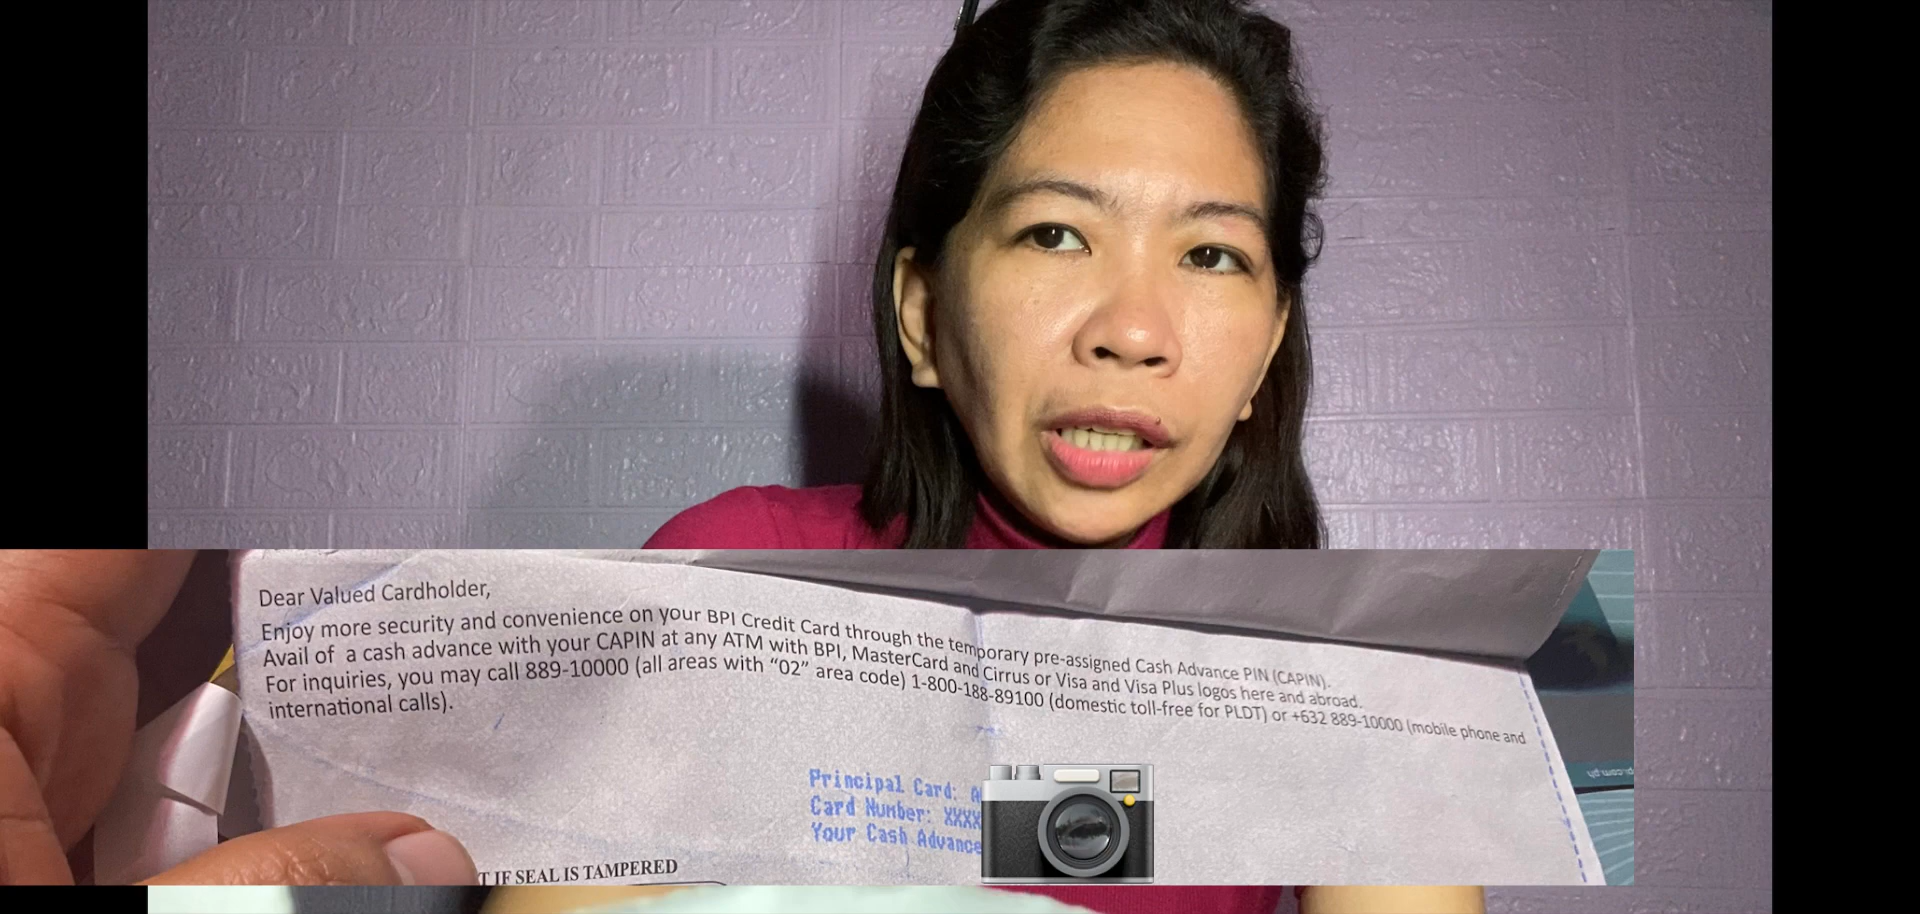 Dear Valued Cardholder,
Enjoy more security and convenience on your BPI Credit Card through the temporary pre-assigned Cash Advance PIN (CAPIN).
Avail of a cash advance with your CAPIN at any ATM with BPI, MasterCard and Cirrus or Visa and Visa Plus logos here and abroad.
For inquiries, you may call 889-10000 (all areas with “02” area code) 1-800-188-89100 (domestic toll-free for PLDT) or +632 889-10000 (mobile phone and
international calls).
Principal Card: A
Card Number: XXXX
Your Cash Advance
T IF SEAL IS TAMPERED